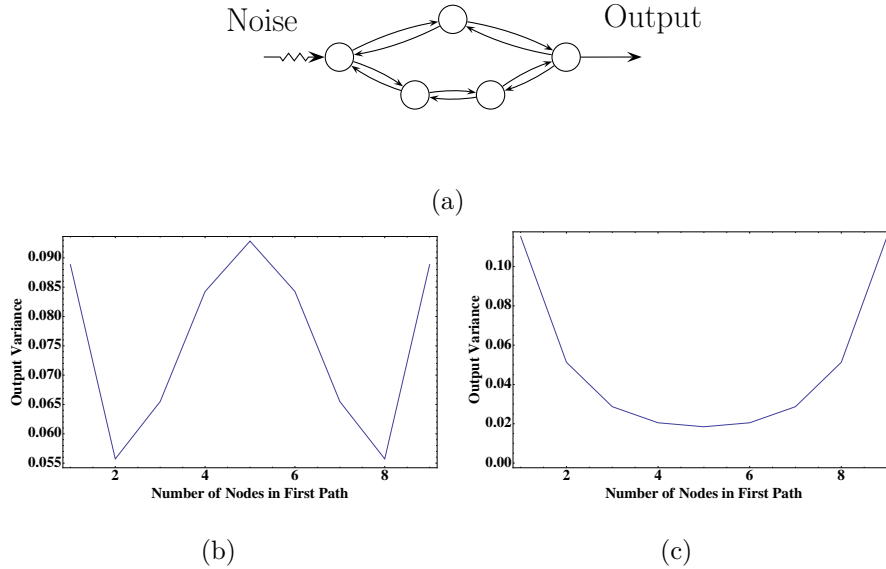 Noise
Output
(a)
0.090
0.085
0.080
0.075
0.070
0.065
0.060
0.055
Output Variance
2
4
6
8
Number of Nodes in First Path
(b)
0.10
0.08
0.06
0.04
0.02
0.00
Output Variance
2
4
6
8
Number of Nodes in First Path
(c)